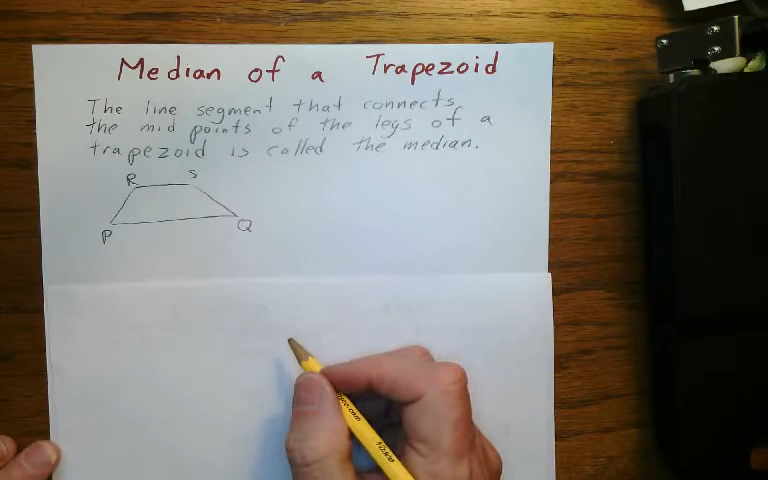 Median of a Trapezoid
The line segment that connects
the mid points of the legs of a
trapezoid is called the median.
R S
P Q